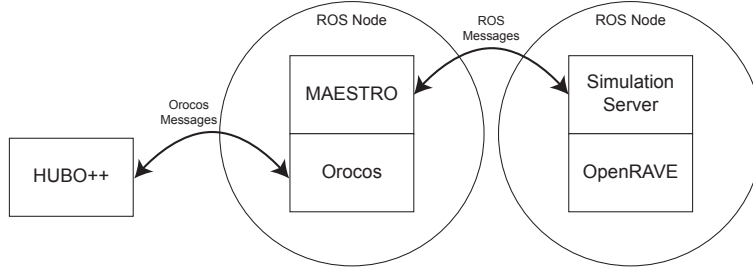 ROS Node
ROS
Messages
ROS Node
MAESTRO
Simulation
Server
Orocos
Messages
HUBO++
Orocos
OpenRAVE